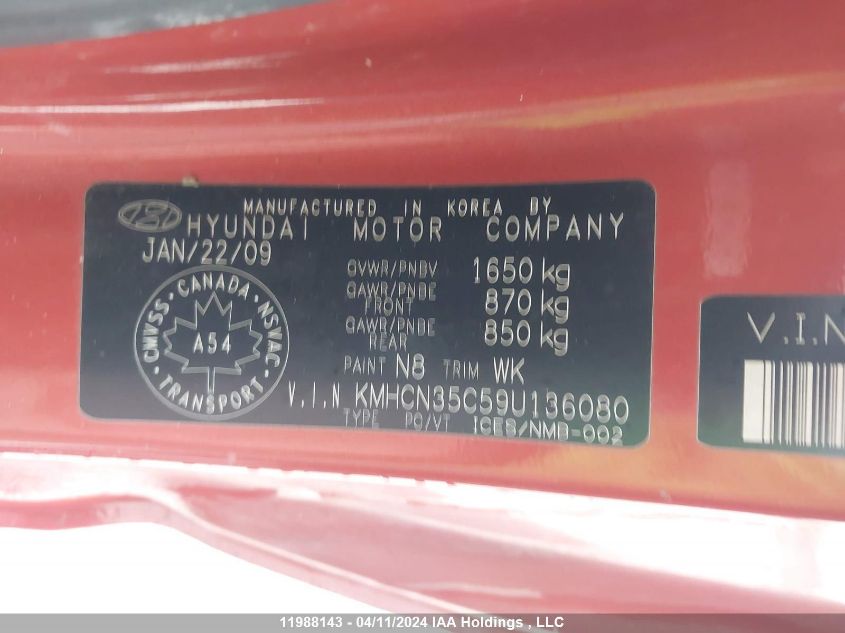 MANUFACTURED IN KOREA BY
HYUNDAI MOTOR COMPANY
JAN/22/09
GVWR/PNBV 1650 kg
GAWR/PNBE FRONT 870 kg
GAWR/PNBE REAR 850 kg
CMVSS · CANADA · NSVAC · TRANSPORT ·
A54
PAINT N8 TRIM WK
V.I.N KMHCN35C59U136080
TYPE PO/VT ICES/NMB-002
V.I.N
11988143 - 04/11/2024 IAA Holdings , LLC